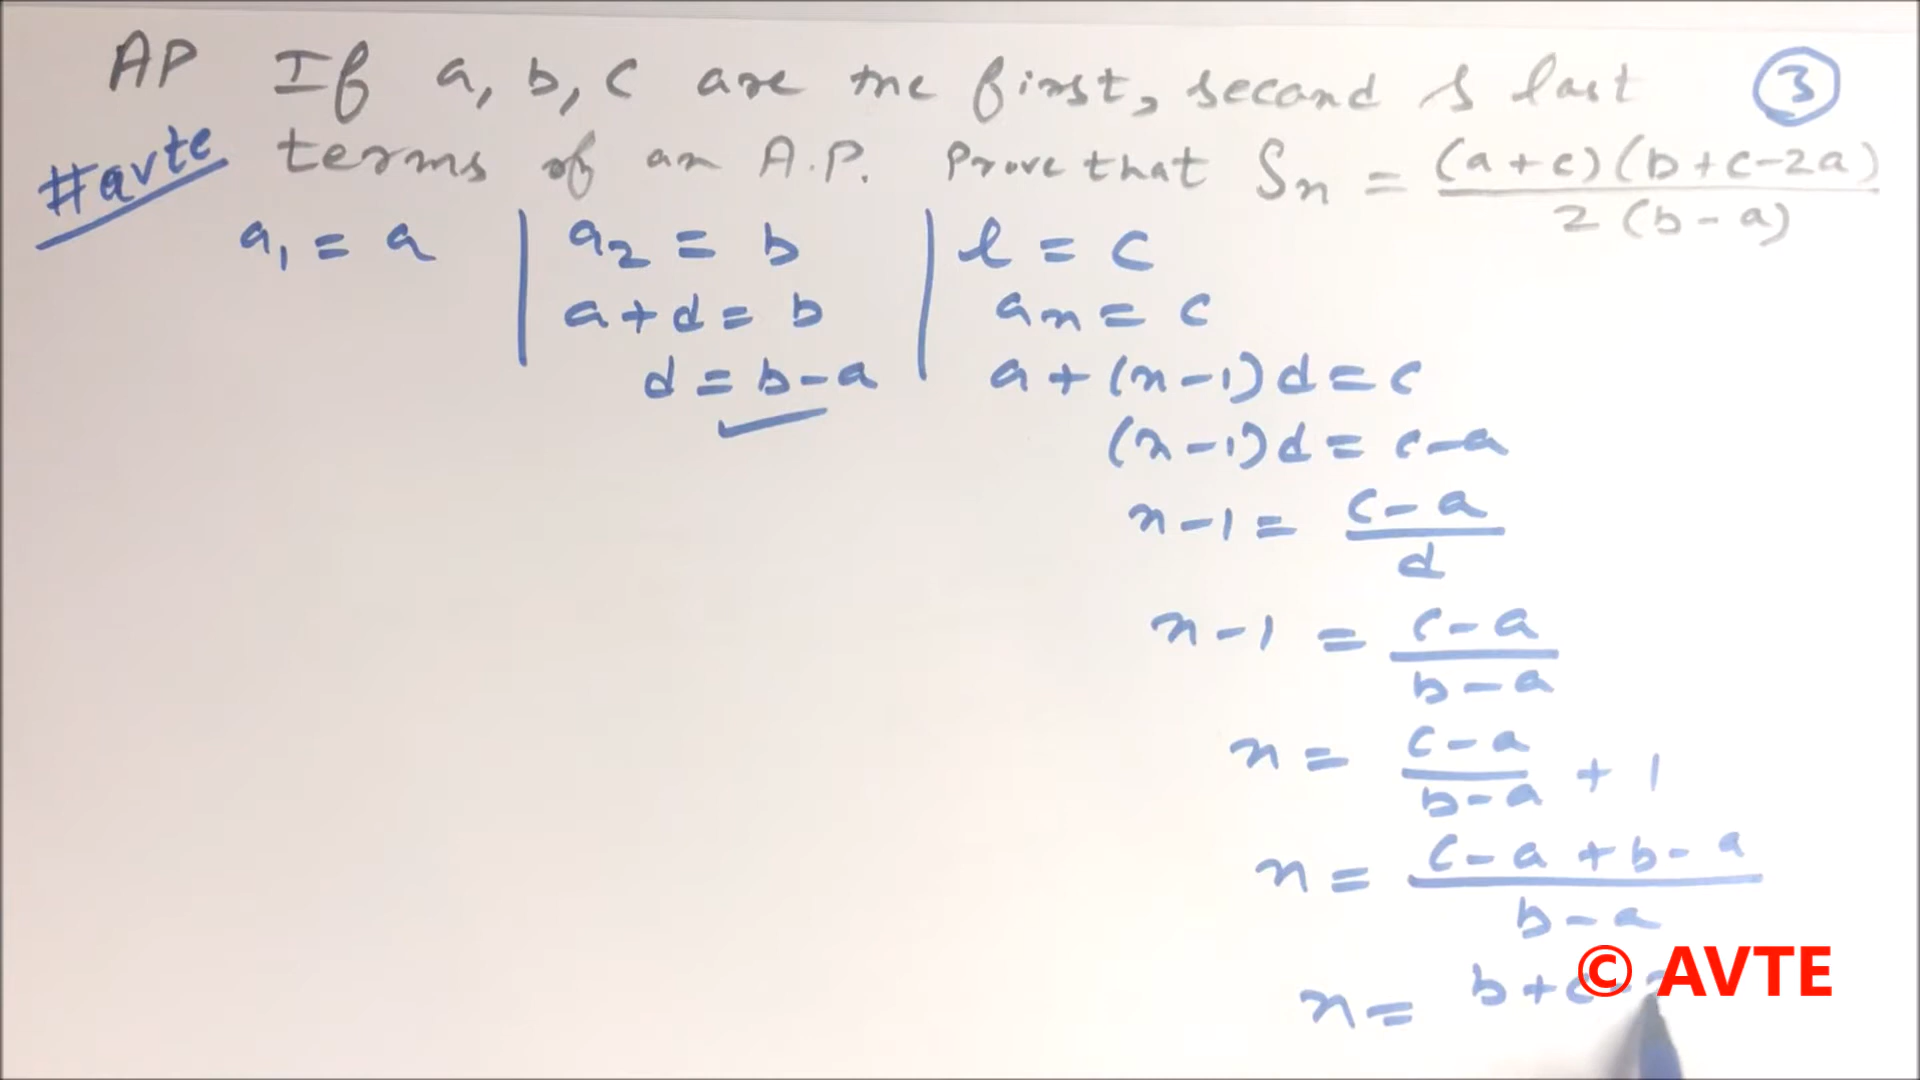 AP If a, b, c are the first, second & last
3
#avte
terms of an A.P. Prove that Sn = (a+c)(b+c-2a) / 2(b-a)
a₁ = a
a₂ = b
a+d = b
d = b-a
l = c
an = c
a+(n-1)d = c
(n-1)d = c-a
n-1 = c-a / d
n-1 = c-a / b-a
n = c-a / b-a + 1
n = c-a+b-a / b-a
n = b+c-
© AVTE